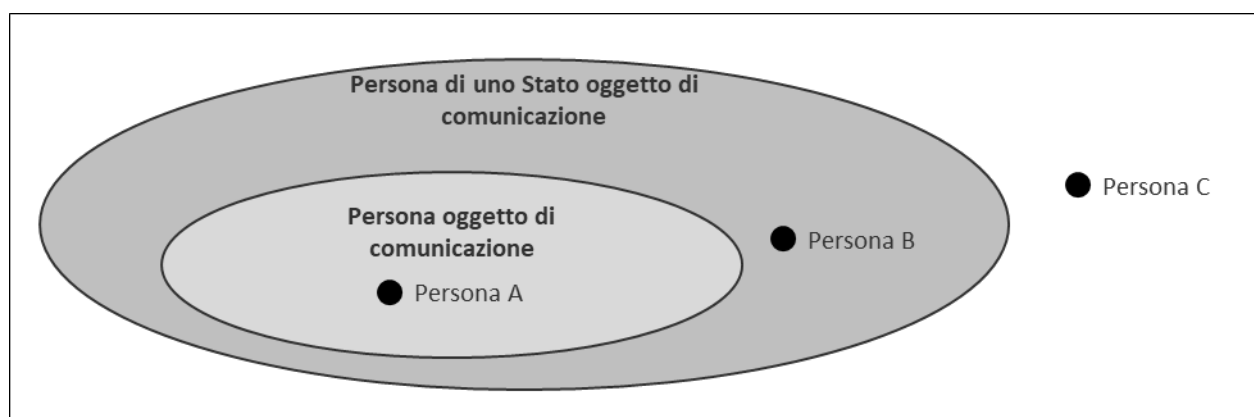 Persona di uno Stato oggetto di
comunicazione
Persona C
Persona oggetto di
comunicazione
Persona B
Persona A